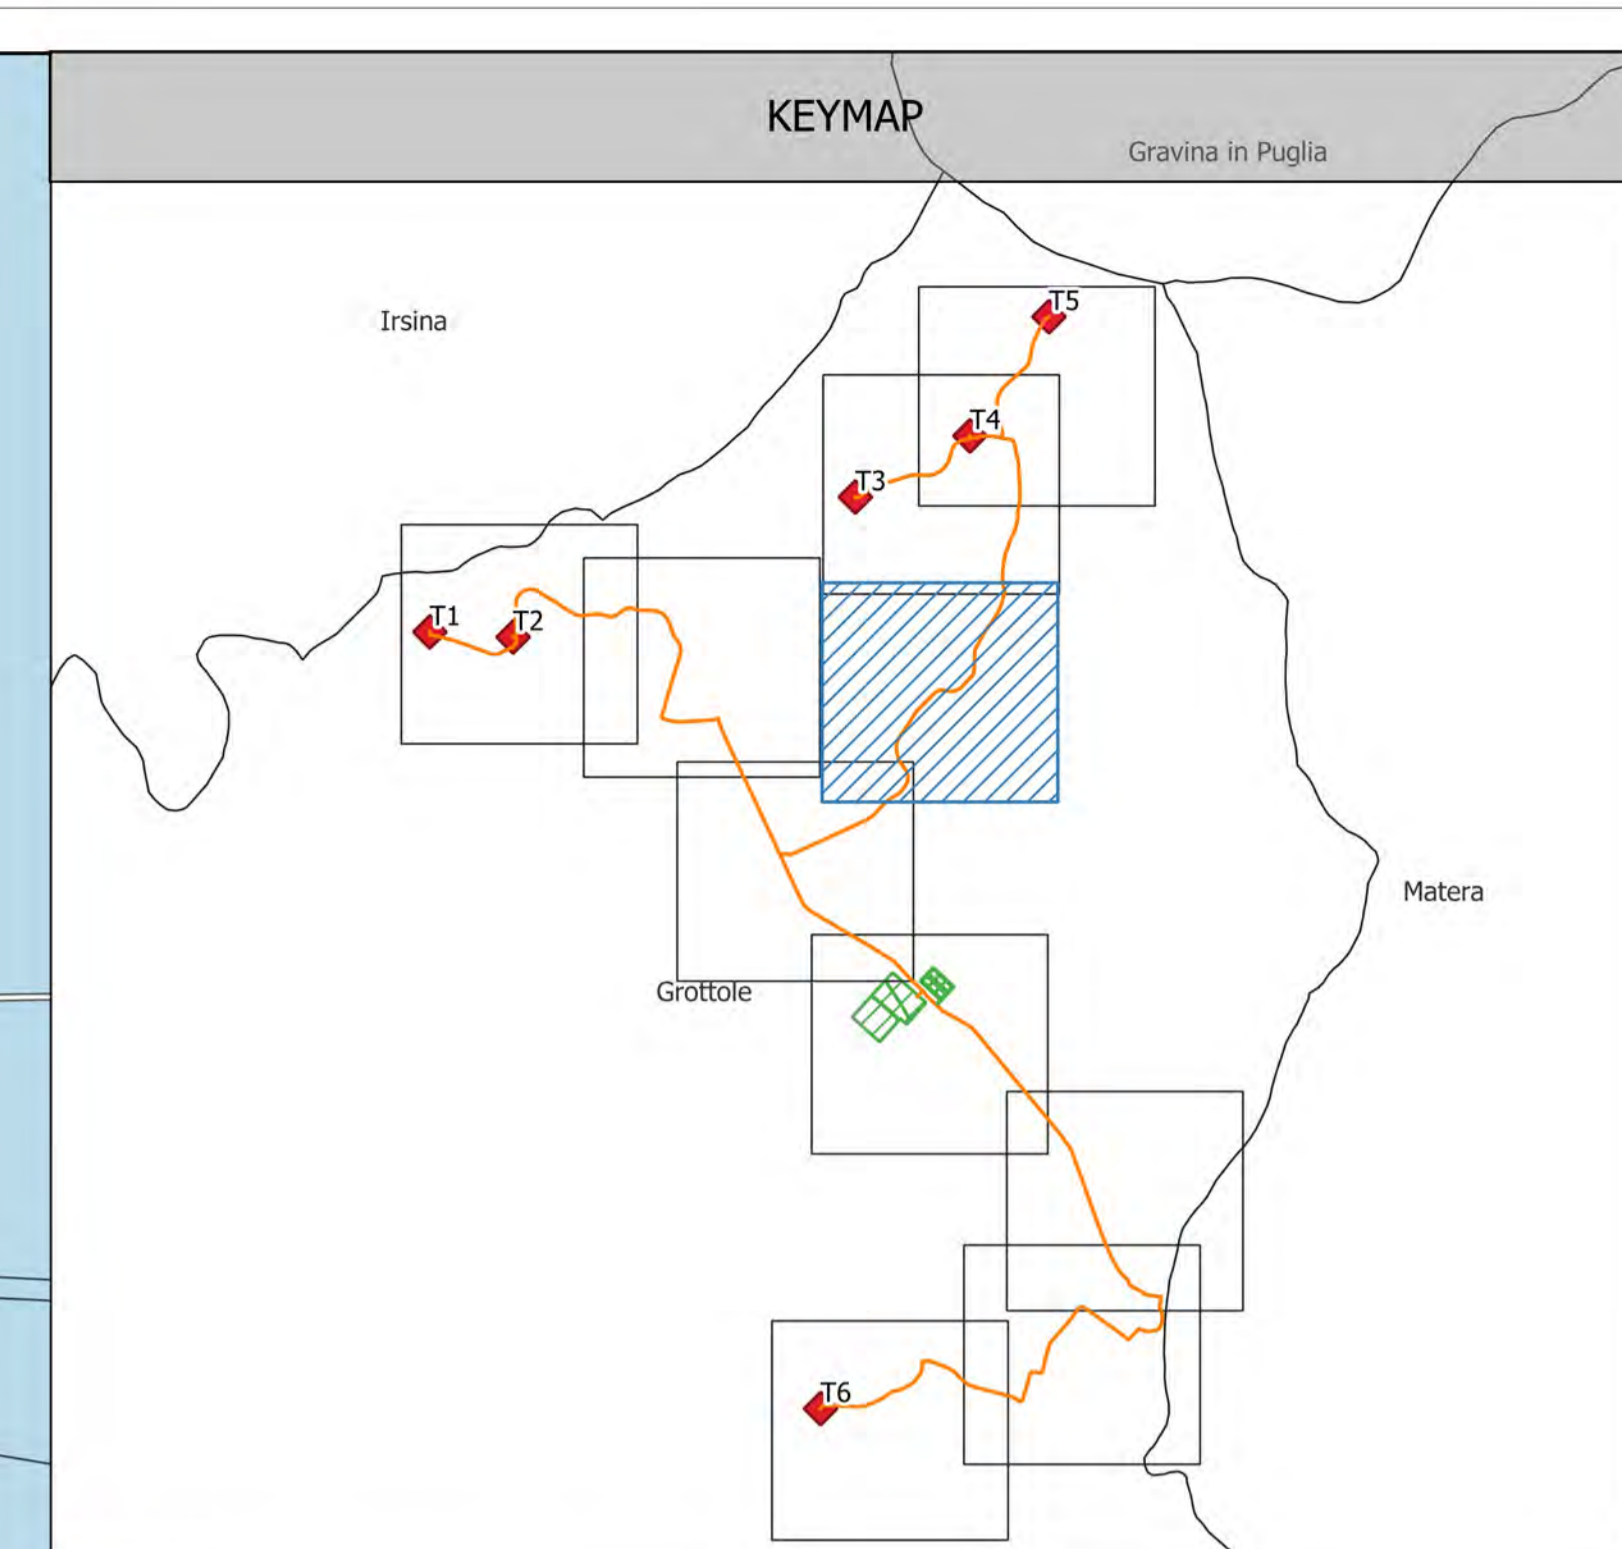 KEYMAP
Gravina in Puglia
T5
Irsina
T4
T3
T1
T2
Matera
Grottole
T6